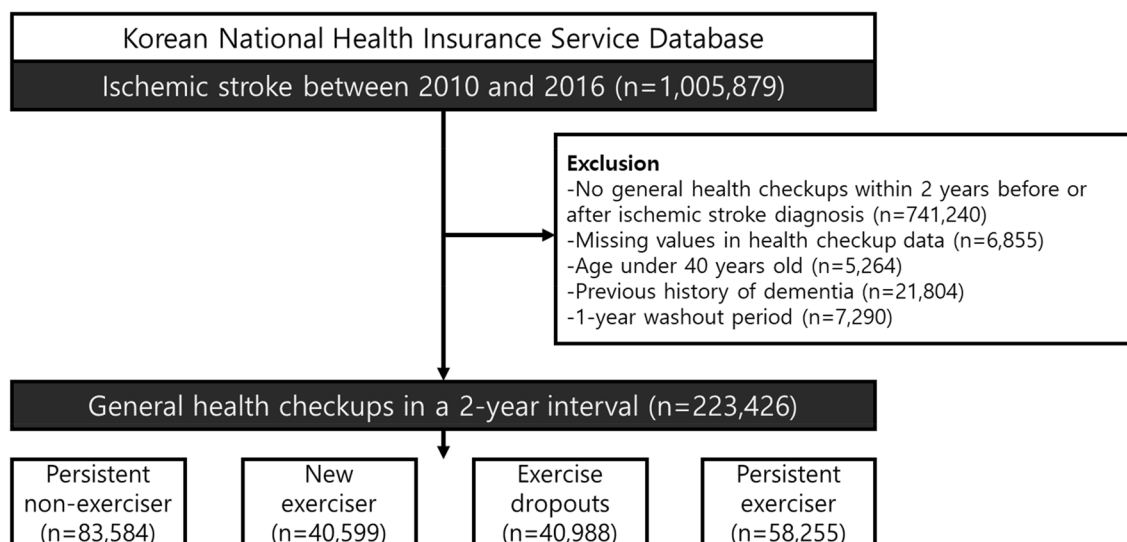 Korean National Health Insurance Service Database
Ischemic stroke between 2010 and 2016 (n=1,005,879)
Exclusion
-No general health checkups within 2 years before or
after ischemic stroke diagnosis (n=741,240)
-Missing values in health checkup data (n=6,855)
-Age under 40 years old (n=5,264)
-Previous history of dementia (n=21,804)
-1-year washout period (n=7,290)
General health checkups in a 2-year interval (n=223,426)
Persistent
non-exerciser
(n=83,584)
New
exerciser
(n=40,599)
Exercise
dropouts
(n=40,988)
Persistent
exerciser
(n=58,255)